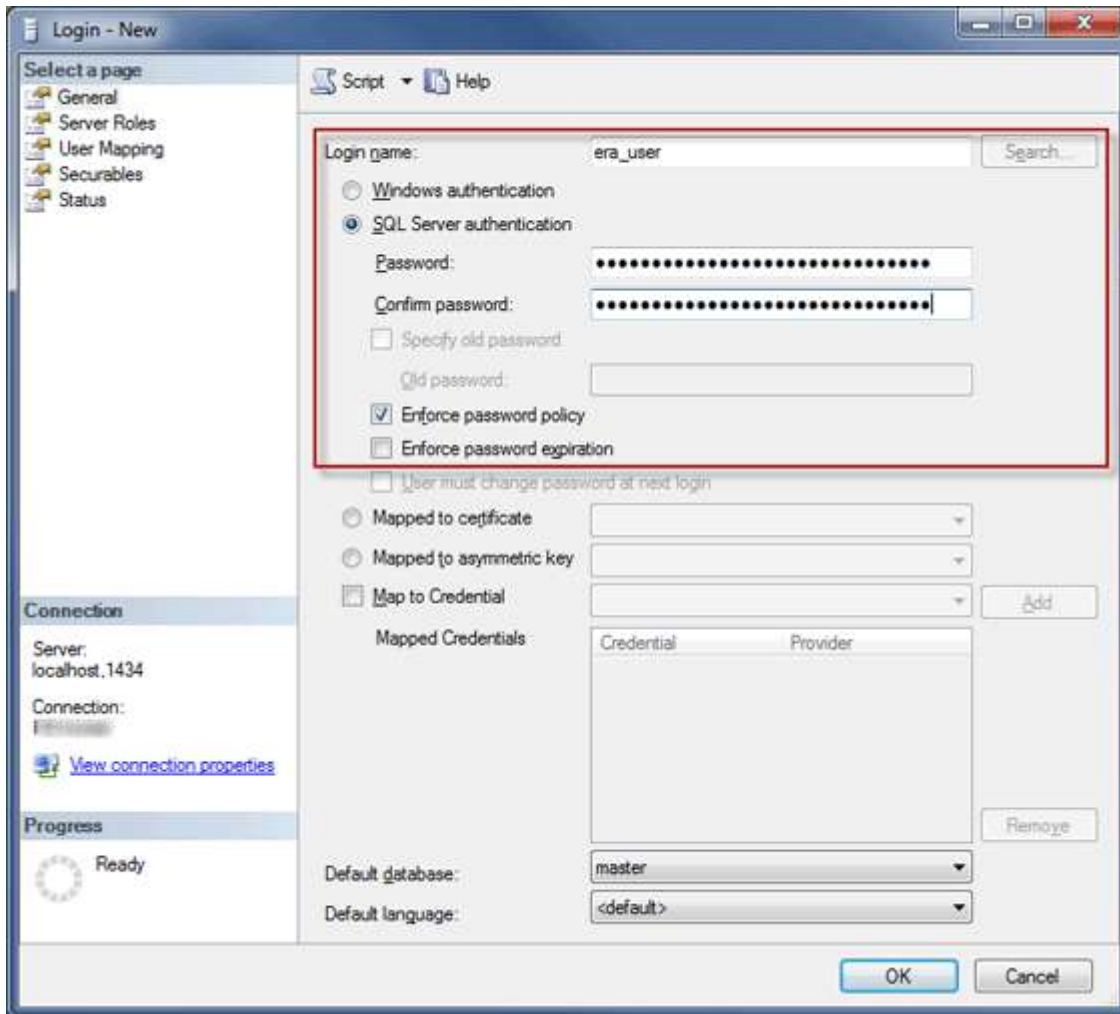 Login - New
Select a page
General
Server Roles
User Mapping
Securables
Status
Script Help
Login name: era_user Search...
Windows authentication
SQL Server authentication
Password: ••••••••••••••••••••••••••••••
Confirm password: ••••••••••••••••••••••••••••••
Specify old password
Old password:
Enforce password policy
Enforce password expiration
User must change password at next login
Mapped to certificate
Mapped to asymmetric key
Map to Credential Add
Mapped Credentials Credential Provider
Remove
Default database: master
Default language: <default>
Connection
Server:
localhost,1434
Connection:
View connection properties
Progress
Ready
OK Cancel